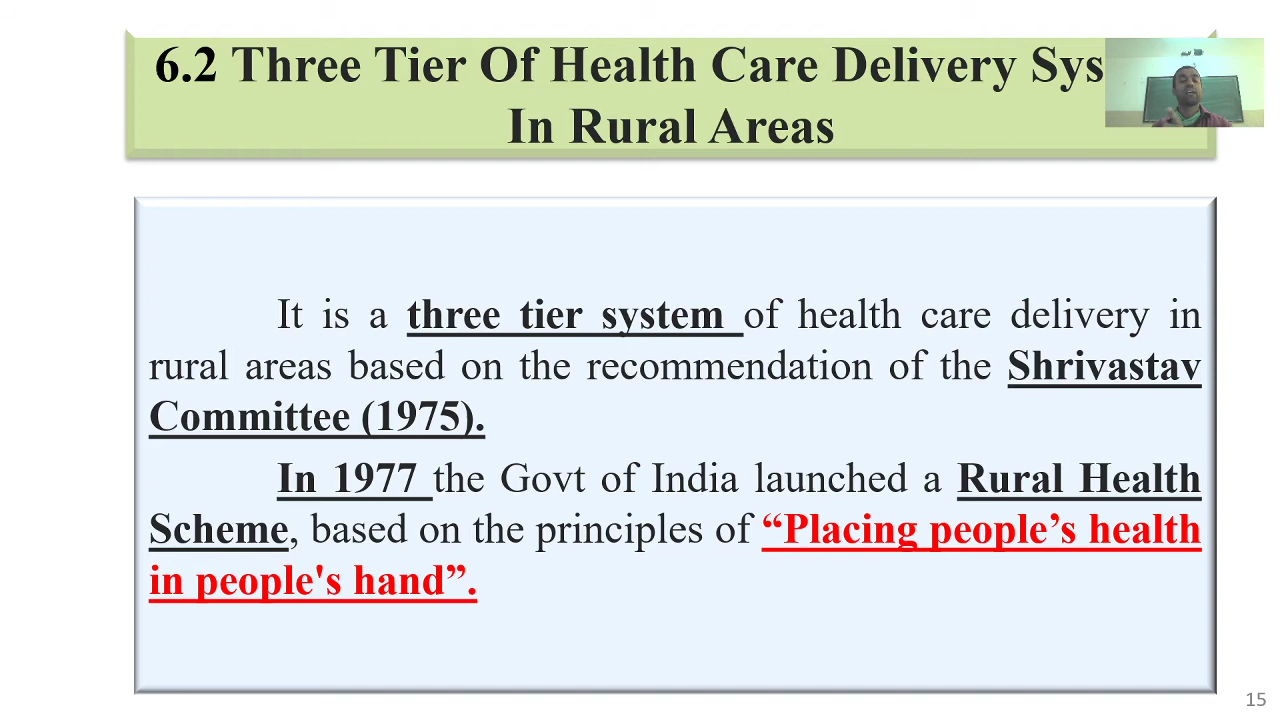 6.2 Three Tier Of Health Care Delivery Sys
In Rural Areas
It is a three tier system of health care delivery in
rural areas based on the recommendation of the Shrivastav
Committee (1975).
In 1977 the Govt of India launched a Rural Health
Scheme, based on the principles of “Placing people’s health
in people's hand”.
15